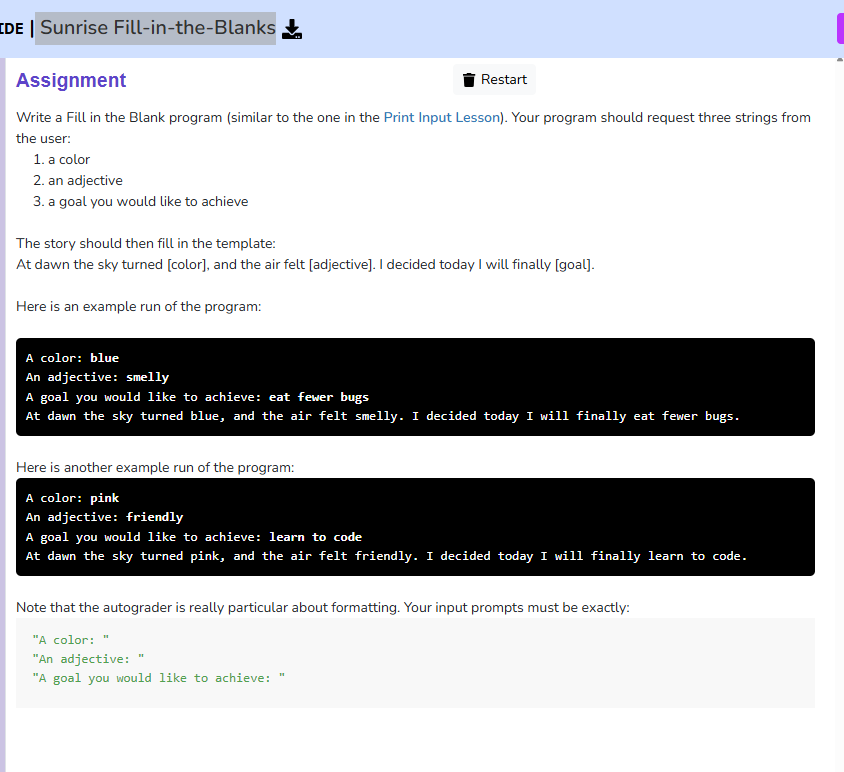 IDE | Sunrise Fill-in-the-Blanks
Assignment
Restart
Write a Fill in the Blank program (similar to the one in the Print Input Lesson). Your program should request three strings from
the user:
1. a color
2. an adjective
3. a goal you would like to achieve
The story should then fill in the template:
At dawn the sky turned [color], and the air felt [adjective]. I decided today I will finally [goal].
Here is an example run of the program:
A color: blue
An adjective: smelly
A goal you would like to achieve: eat fewer bugs
At dawn the sky turned blue, and the air felt smelly. I decided today I will finally eat fewer bugs.
Here is another example run of the program:
A color: pink
An adjective: friendly
A goal you would like to achieve: learn to code
At dawn the sky turned pink, and the air felt friendly. I decided today I will finally learn to code.
Note that the autograder is really particular about formatting. Your input prompts must be exactly:
"A color: "
"An adjective: "
"A goal you would like to achieve: "